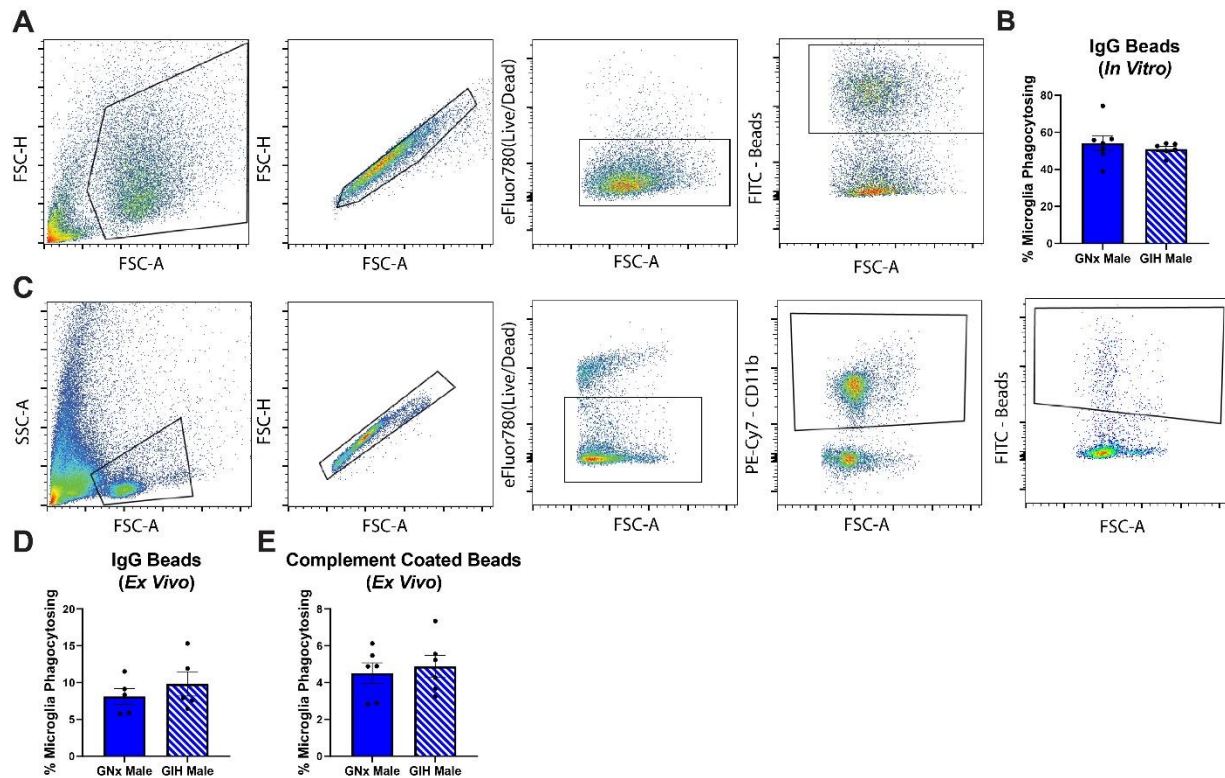 A
FSC-H
FSC-A
FSC-H
FSC-A
eFluor780(Live/Dead)
FSC-A
FITC - Beads
FSC-A
B
IgG Beads
(In Vitro)
% Microglia Phagocytosing
80
60
40
20
0
GNx Male GIH Male
C
SSC-A
FSC-A
FSC-H
FSC-A
eFluor780(Live/Dead)
FSC-A
PE-Cy7 - CD11b
FSC-A
FITC - Beads
FSC-A
D
IgG Beads
(Ex Vivo)
% Microglia Phagocytosing
20
15
10
5
0
GNx Male GIH Male
E
Complement Coated Beads
(Ex Vivo)
% Microglia Phagocytosing
8
6
4
2
0
GNx Male GIH Male